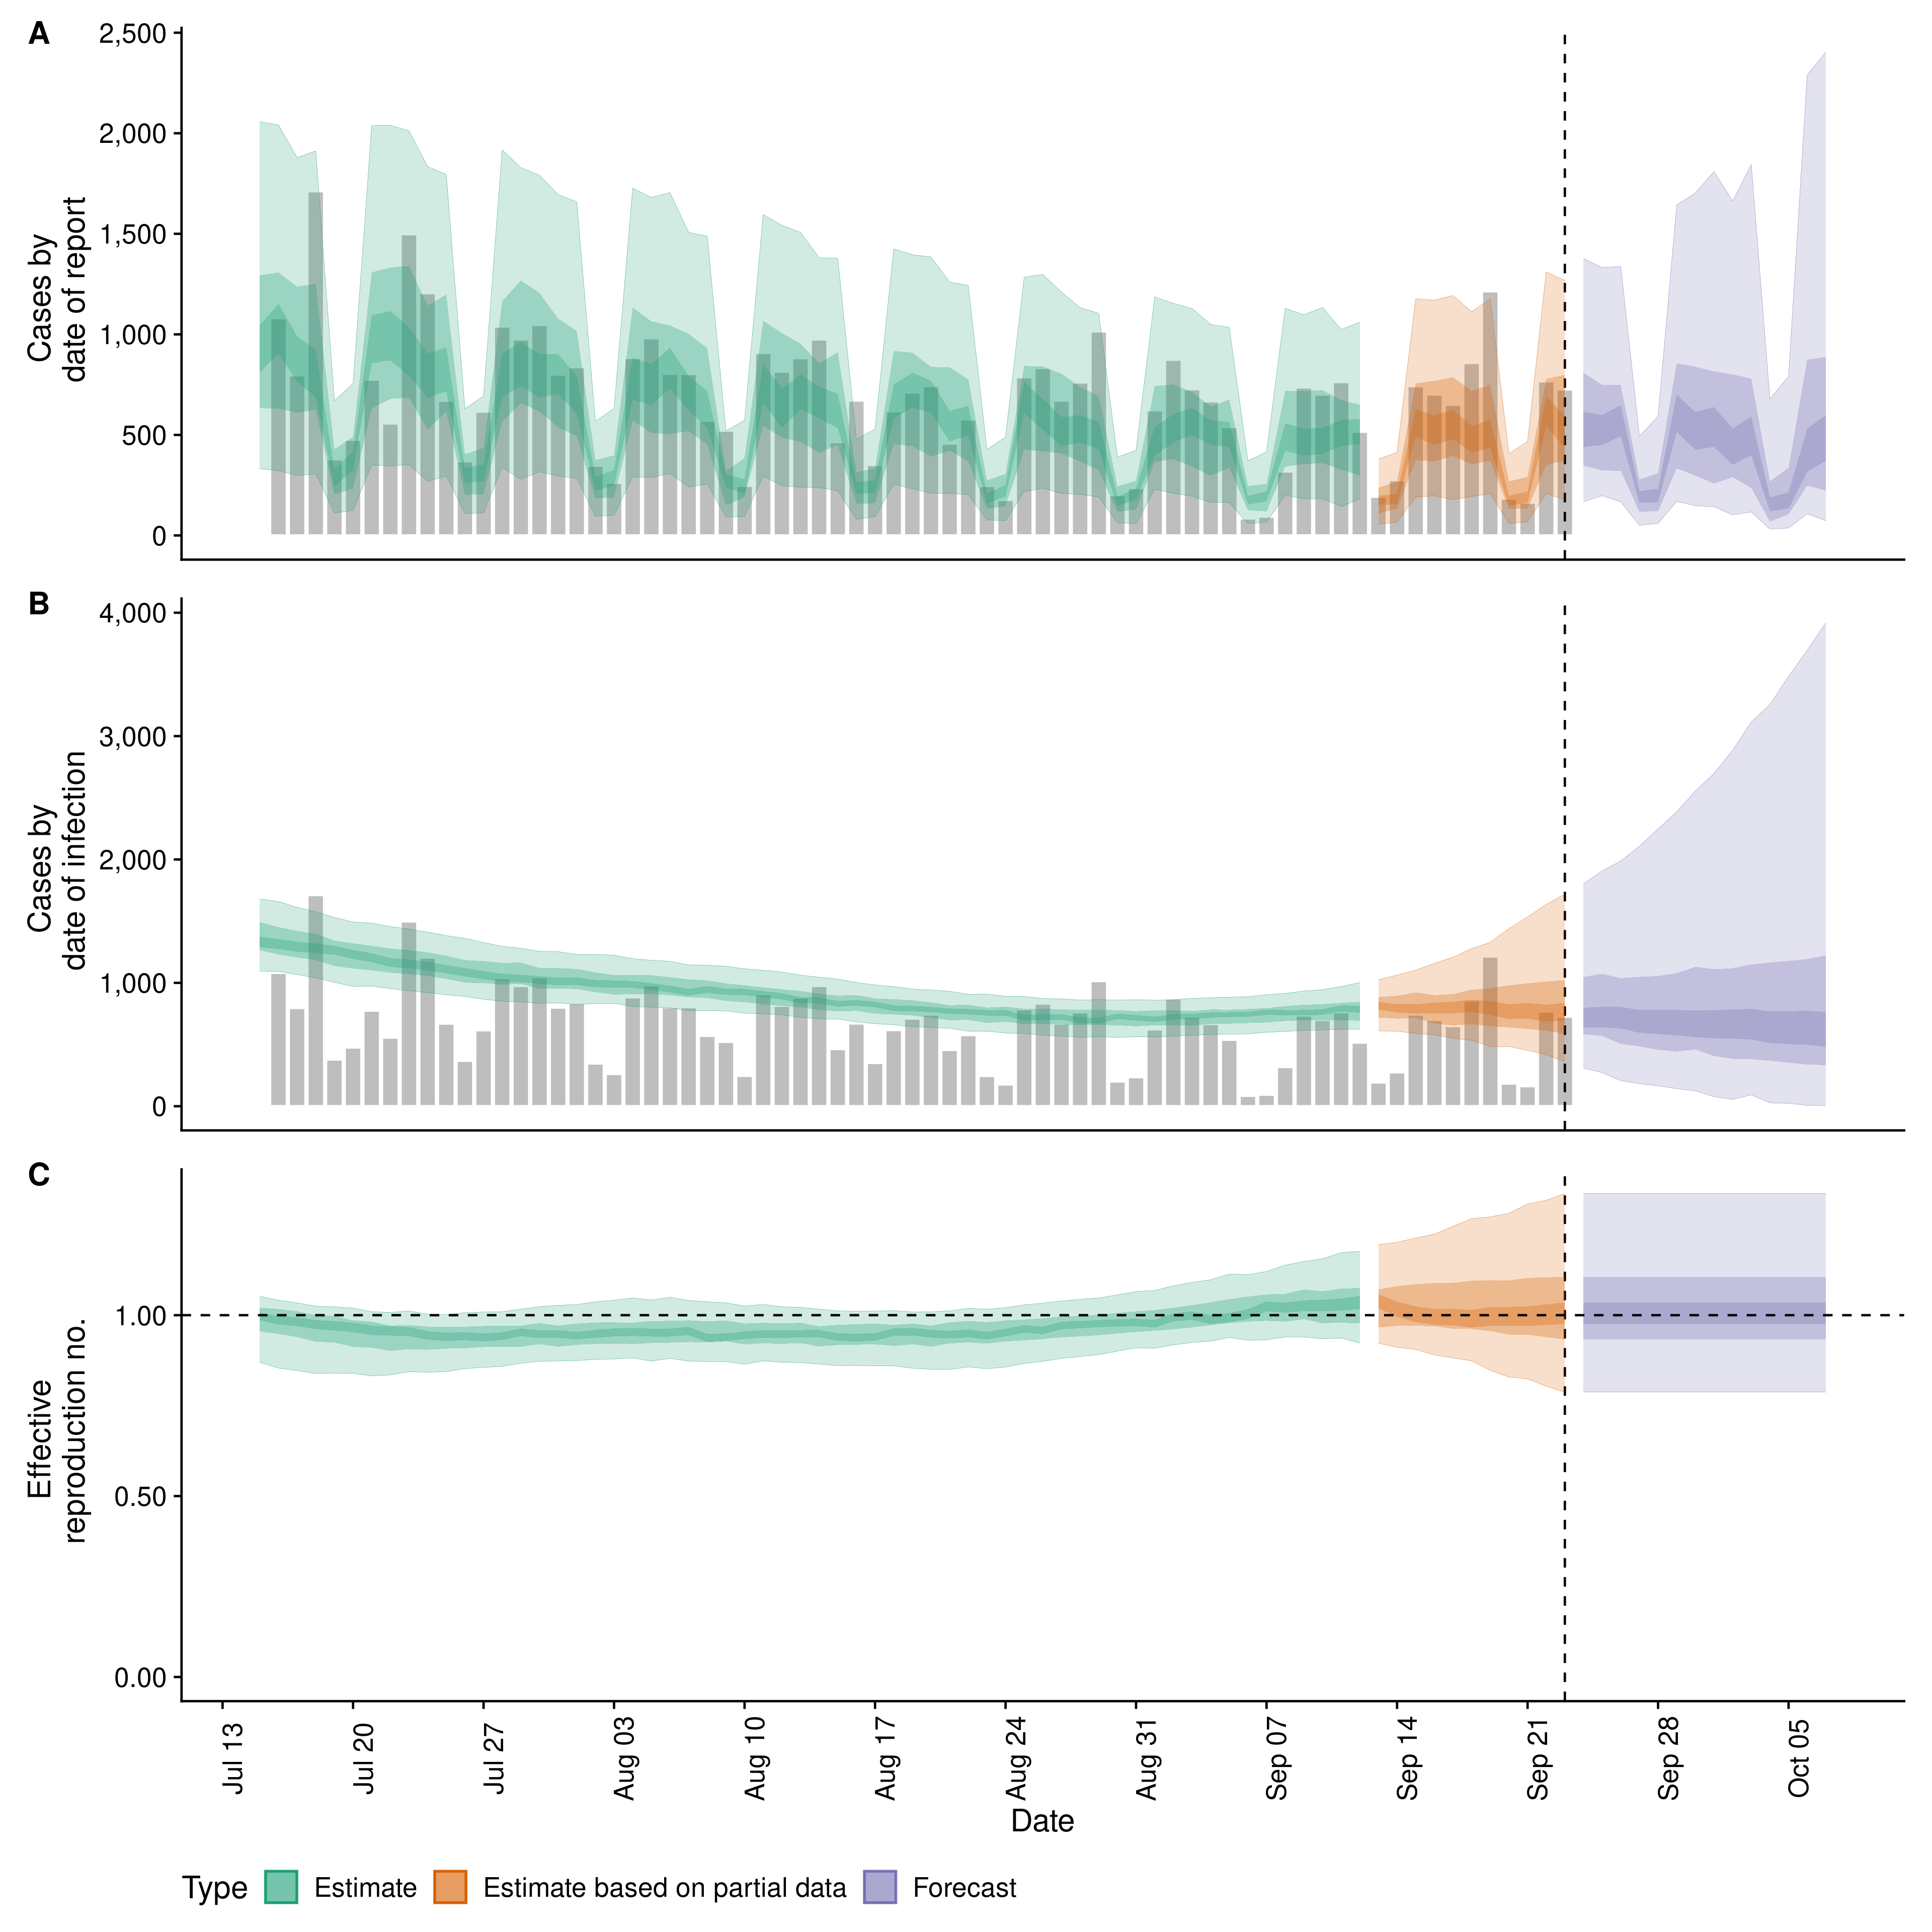 A
2,500
2,000
1,500
1,000
500
0
Cases by
date of report
B
4,000
3,000
2,000
1,000
0
Cases by
date of infection
C
1.00
0.50
0.00
Effective
reproduction no.
Jul 13
Jul 20
Jul 27
Aug 03
Aug 10
Aug 17
Aug 24
Aug 31
Sep 07
Sep 14
Sep 21
Sep 28
Oct 05
Date
Type
Estimate
Estimate based on partial data
Forecast